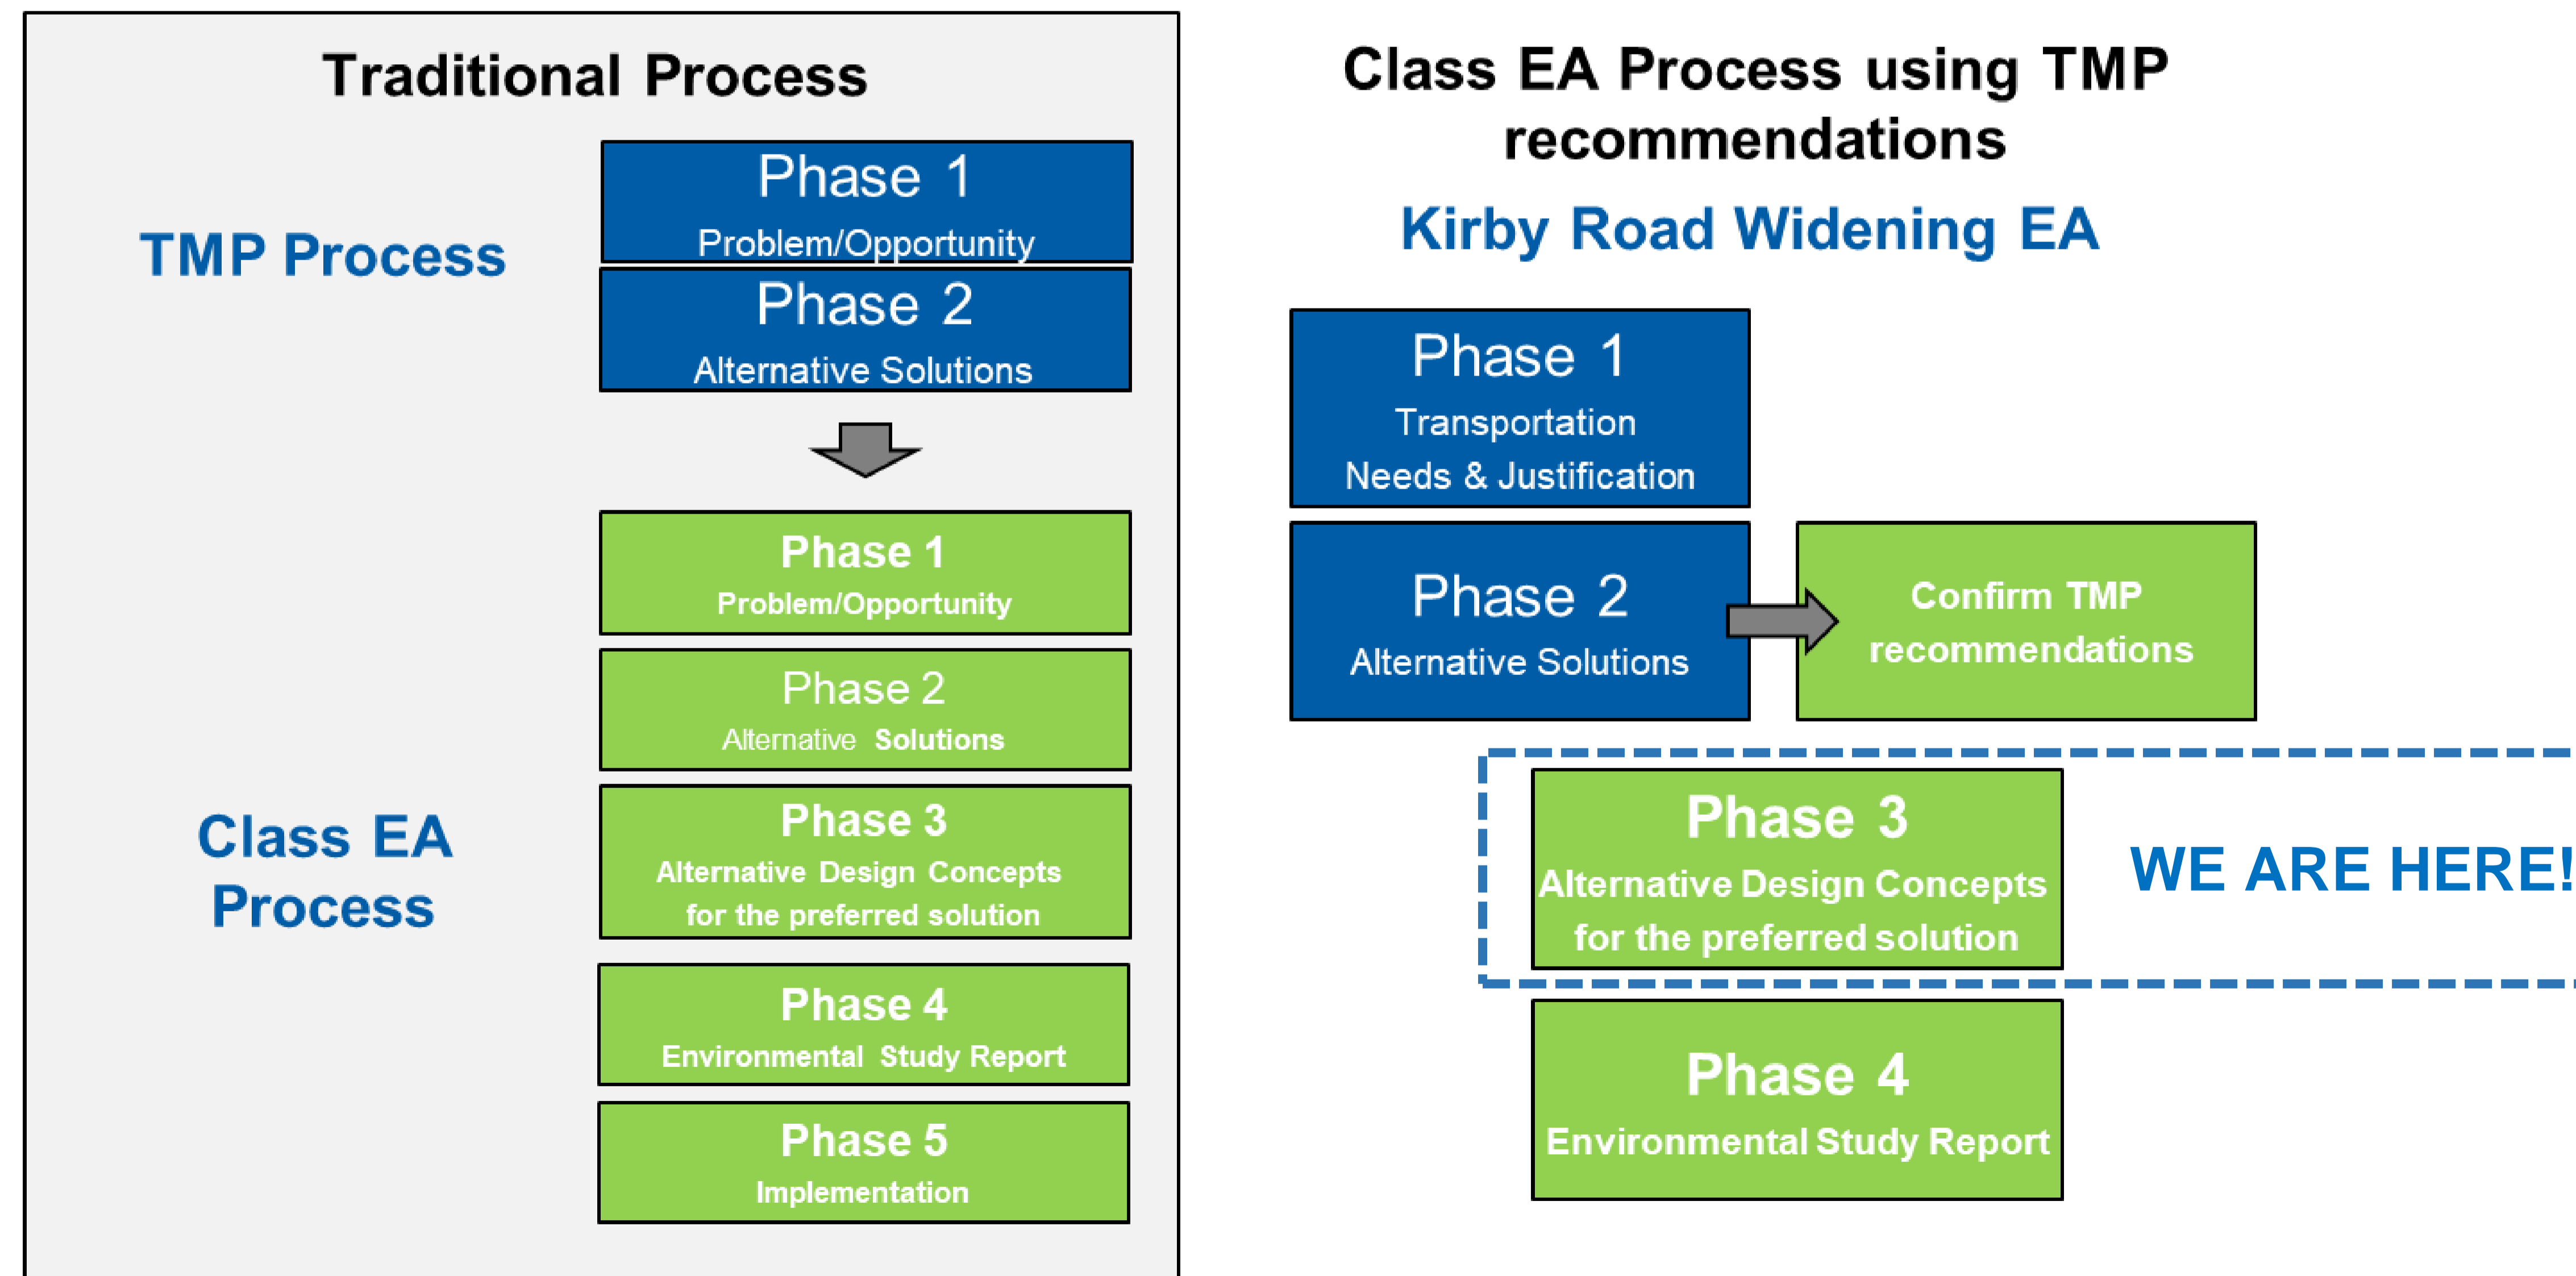 Traditional Process
TMP Process
Phase 1
Problem/Opportunity
Phase 2
Alternative Solutions
Class EA
Process
Phase 1
Problem/Opportunity
Phase 2
Alternative Solutions
Phase 3
Alternative Design Concepts
for the preferred solution
Phase 4
Environmental Study Report
Phase 5
Implementation
Class EA Process using TMP
recommendations
Kirby Road Widening EA
Phase 1
Transportation
Needs & Justification
Phase 2
Alternative Solutions
Confirm TMP
recommendations
Phase 3
Alternative Design Concepts
for the preferred solution
WE ARE HERE!
Phase 4
Environmental Study Report